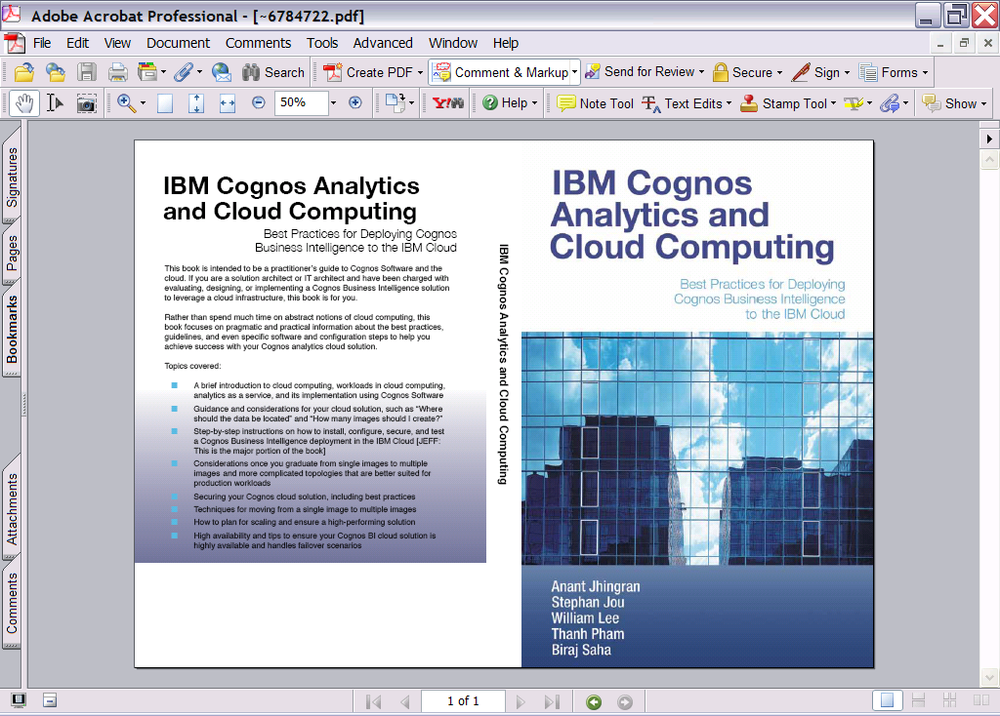 Adobe Acrobat Professional - [~6784722.pdf]
File Edit View Document Comments Tools Advanced Window Help
Search Create PDF Comment & Markup Send for Review Secure Sign Forms
50% Y! Help Note Tool Text Edits Stamp Tool Show
Signatures
Pages
Bookmarks
Attachments
Comments
IBM Cognos Analytics
and Cloud Computing
Best Practices for Deploying Cognos
Business Intelligence to the IBM Cloud
This book is intended to be a practitioner's guide to Cognos Software and the
cloud. If you are a solution architect or IT architect and have been charged with
evaluating, designing, or implementing a Cognos Business Intelligence solution
to leverage a cloud infrastructure, this book is for you.
Rather than spend much time on abstract notions of cloud computing, this
book focuses on pragmatic and practical information about the best practices,
guidelines, and even specific software and configuration steps to help you
achieve success with your Cognos analytics cloud solution.
Topics covered:
A brief introduction to cloud computing, workloads in cloud computing,
analytics as a service, and its implementation using Cognos Software
Guidance and considerations for your cloud solution, such as “Where
should the data be located” and “How many images should I create?”
Step-by-step instructions on how to install, configure, secure, and test
a Cognos Business Intelligence deployment in the IBM Cloud [JEFF:
This is the major portion of the book]
Considerations once you graduate from single images to multiple
images and more complicated topologies that are better suited for
production workloads
Securing your Cognos cloud solution, including best practices
Techniques for moving from a single image to multiple images
How to plan for scaling and ensure a high-performing solution
High availability and tips to ensure your Cognos BI cloud solution is
highly available and handles failover scenarios
IBM Cognos Analytics and Cloud Computing
IBM Cognos
Analytics and
Cloud Computing
Best Practices for Deploying
Cognos Business Intelligence
to the IBM Cloud
Anant Jhingran
Stephan Jou
William Lee
Thanh Pham
Biraj Saha
1 of 1